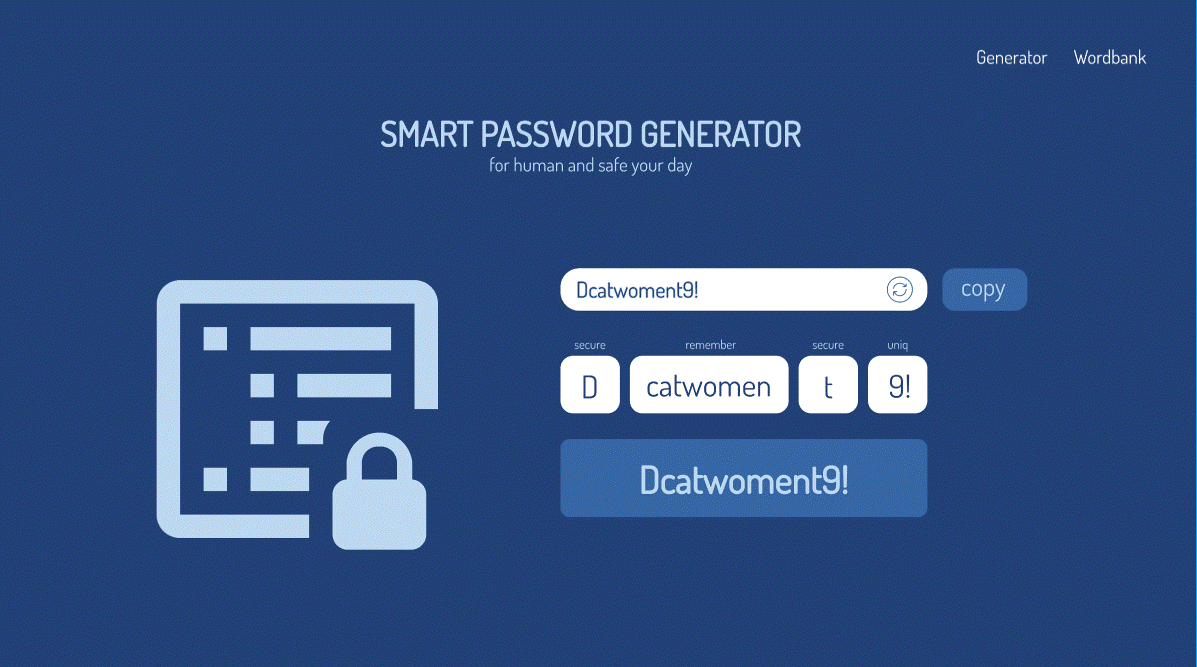 Generator Wordbank
SMART PASSWORD GENERATOR
for human and safe your day
Dcatwoment9! copy
secure remember secure uniq
D catwomen t 9!
Dcatwoment9!